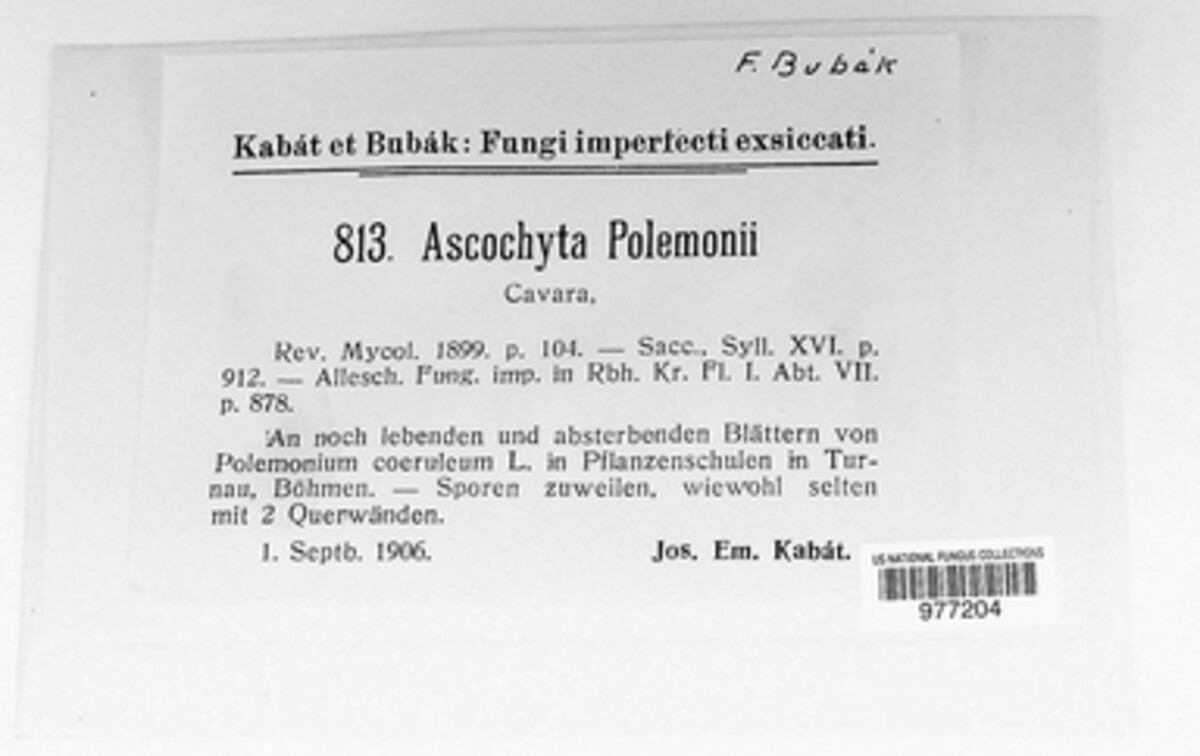 F. Bubák
Kabát et Bubák: Fungi imperfecti exsiccati.
813. Ascochyta Polemonii
Cavara.
Rev. Mycol. 1899. p. 104. — Sacc., Syll. XVI. p.
912. — Allesch. Fung. imp. in Rbh. Kr. Fl. I. Abt. VII.
p. 878.
An noch lebenden und absterbenden Blättern von
Polemonium coeruleum L. in Pflanzenschulen in Tur-
nau, Böhmen. — Sporen zuweilen, wiewohl selten
mit 2 Querwänden.
1. Septb. 1906. Jos. Em. Kabát.
US NATIONAL FUNGUS COLLECTIONS
977204